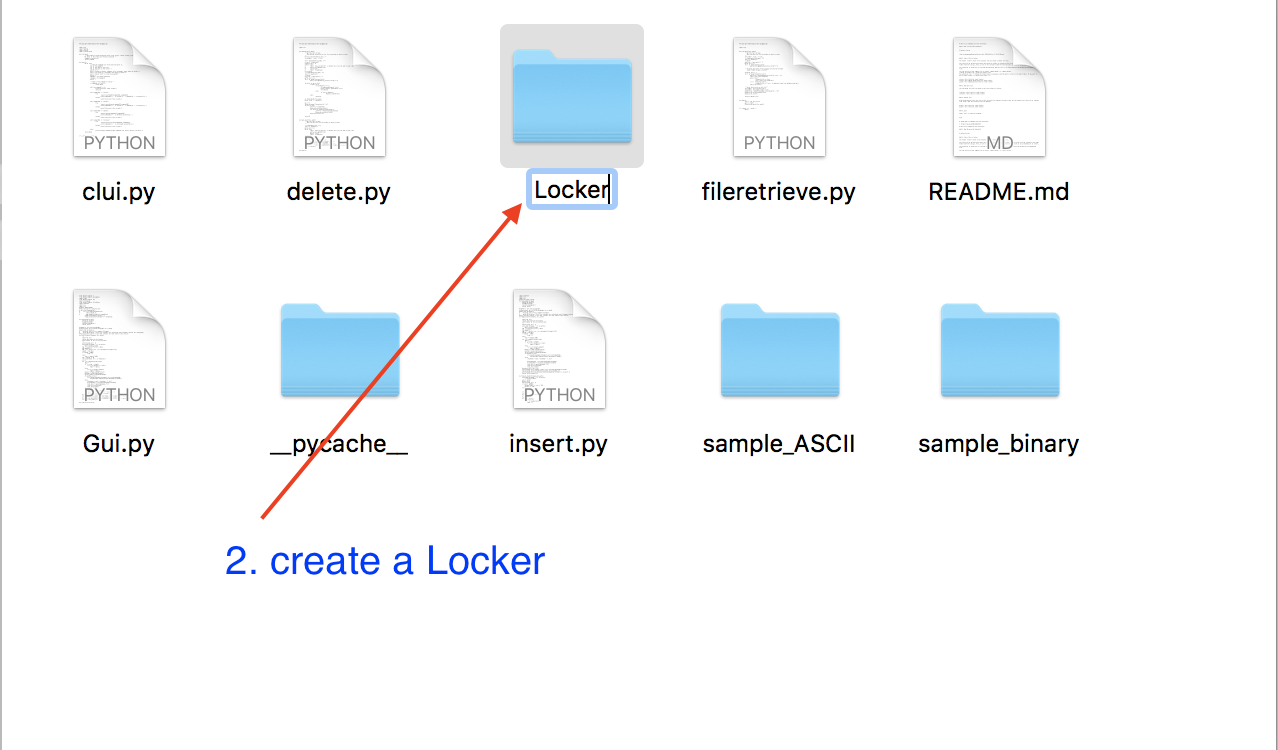 PYTHON
PYTHON
PYTHON
MD
clui.py
delete.py
Locker
fileretrieve.py
README.md
PYTHON
PYTHON
Gui.py
__pycache__
insert.py
sample_ASCII
sample_binary
2. create a Locker